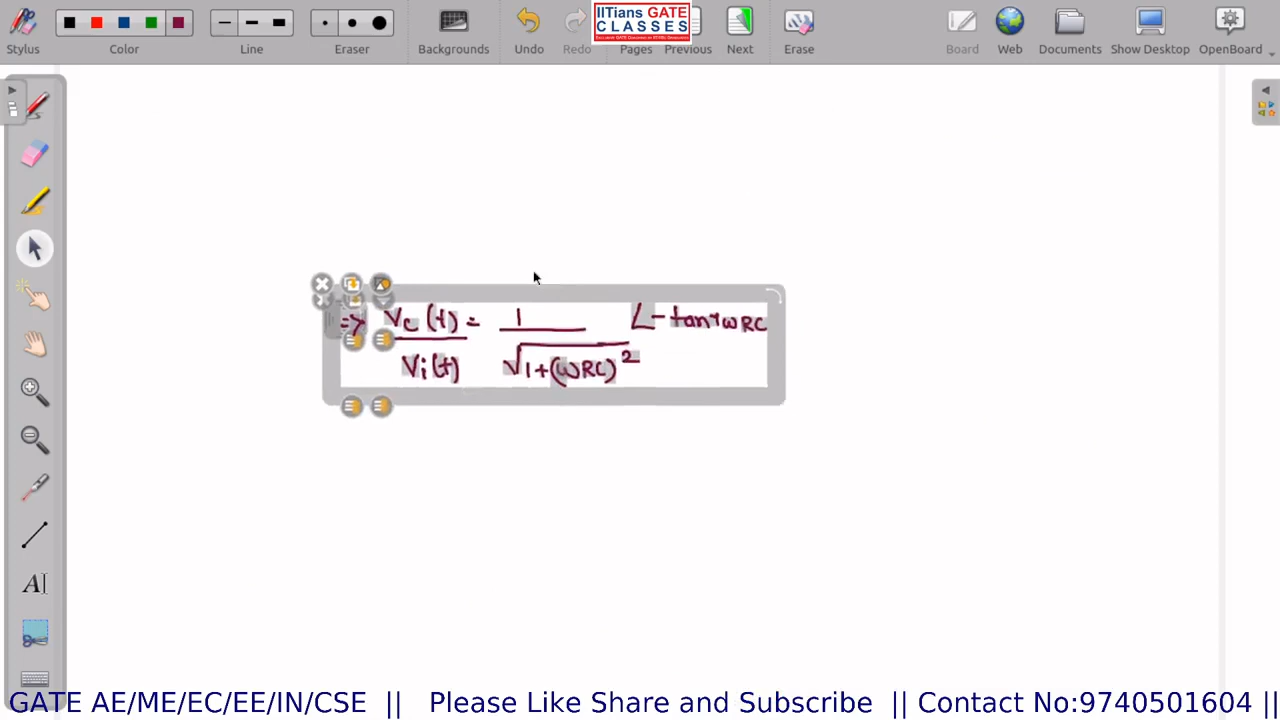 IITians GATE
CLASSES
Stylus Color Line Eraser Backgrounds Undo Redo Pages Previous Next Erase Board Web Documents Show Desktop OpenBoard
=> Vc(t) = 1 ∠-tan⁻¹ωRC
Vi(t) √1+(ωRC)²
AI
GATE AE/ME/EC/EE/IN/CSE || Please Like Share and Subscribe || Contact No:9740501604 ||